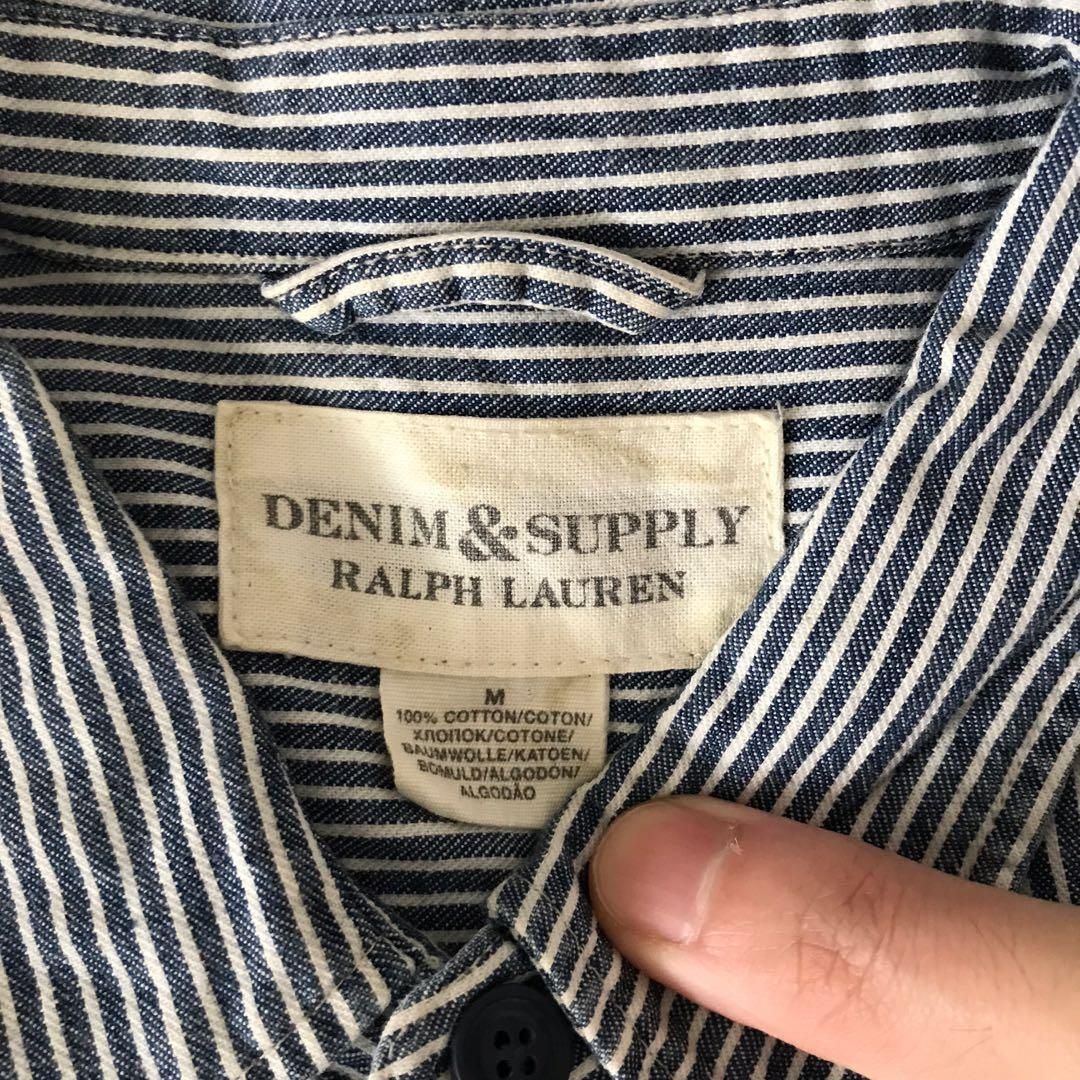 DENIM & SUPPLY
RALPH LAUREN
M
100% COTTON/COTON/
ХЛОПОК/COTONE/
BAUMWOLLE/KATOEN/
BOMULD/ALGODÓN/
ALGODÃO